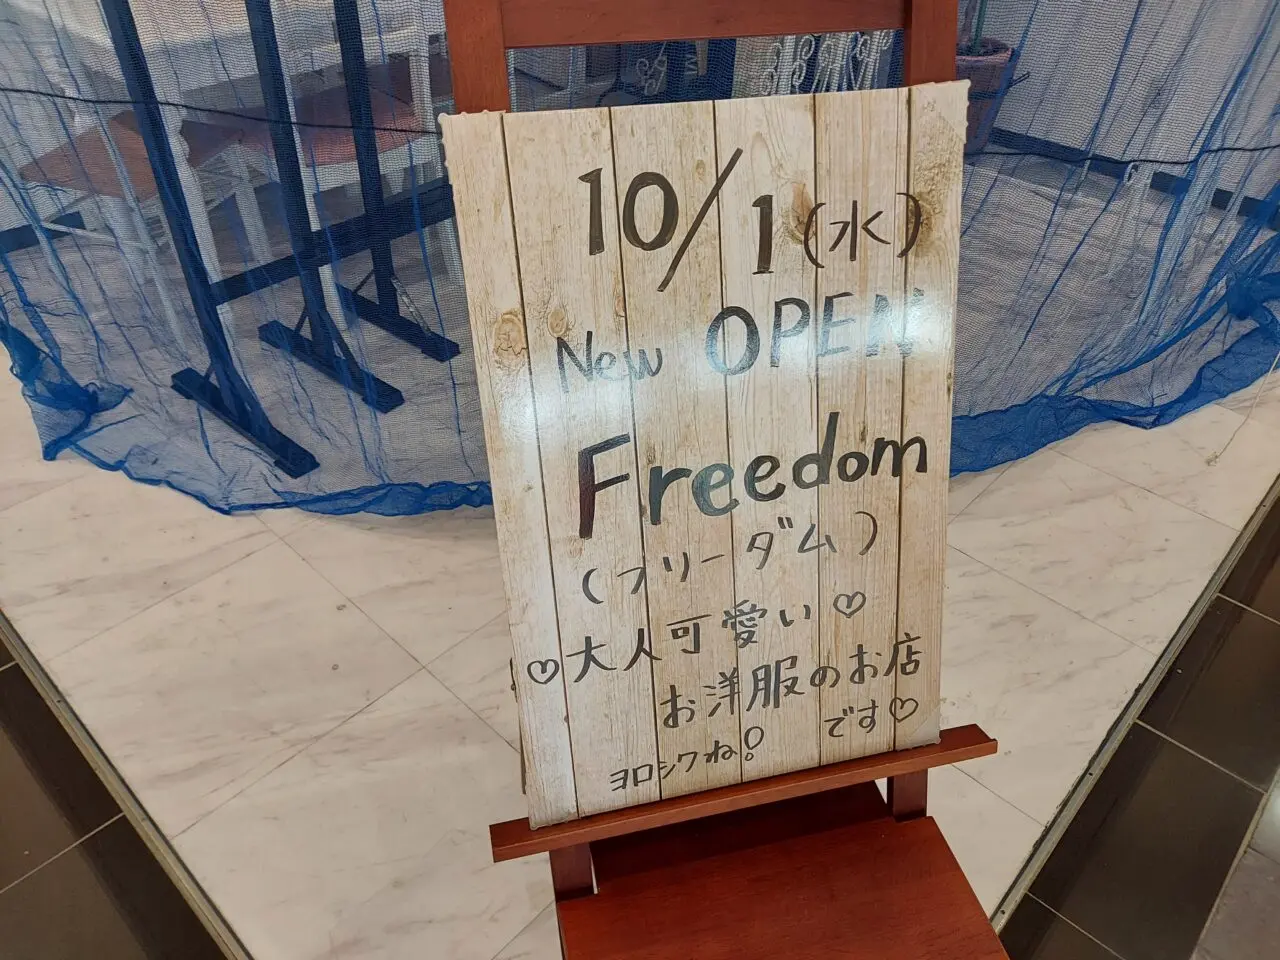 10/1(水)
New OPEN
Freedom
(フリーダム)
♡大人可愛い♡
お洋服のお店
です♡
ヨロシクね!